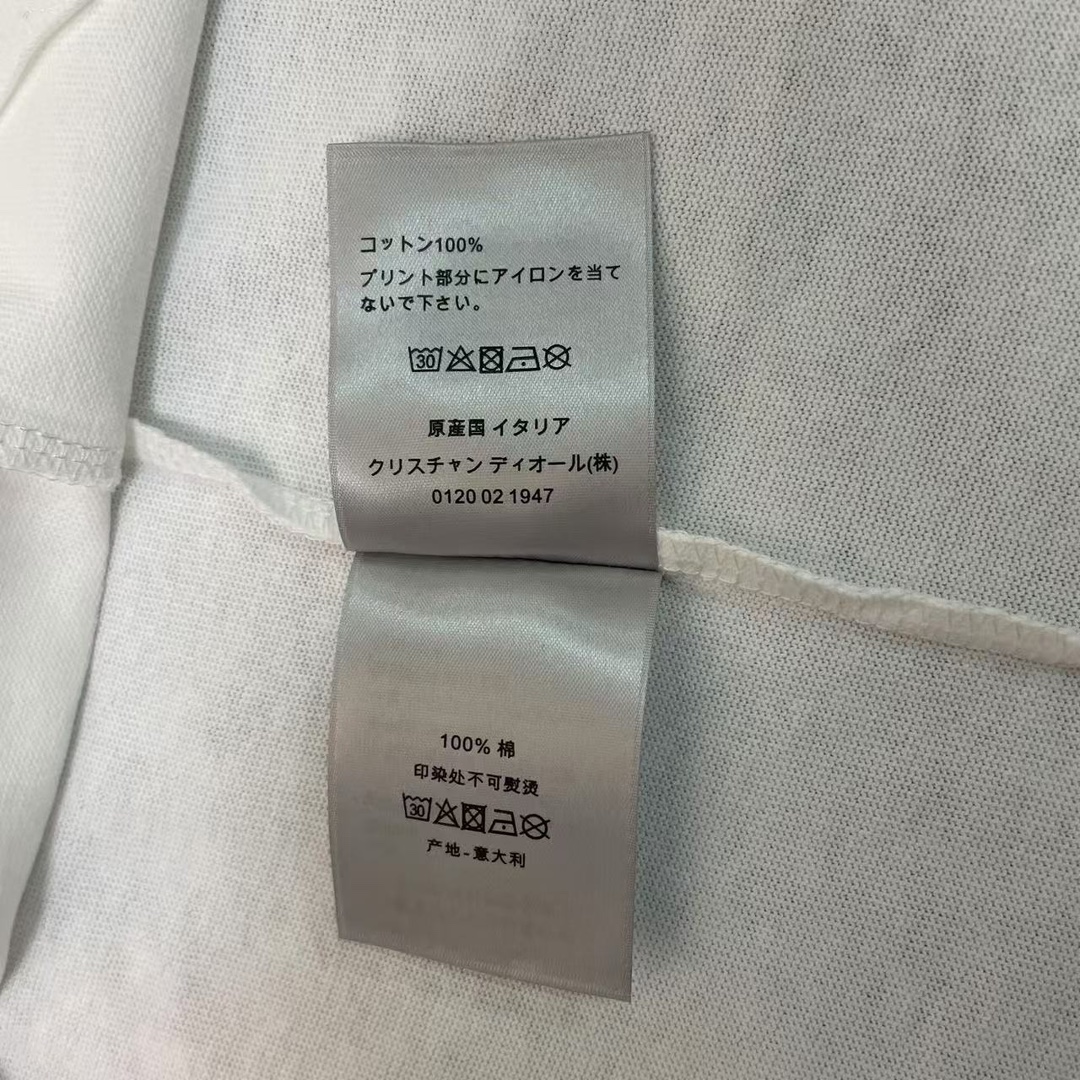 コットン100%
プリント部分にアイロンを当て
ないで下さい。
30
原産国 イタリア
クリスチャン ディオール(株)
0120 02 1947
100% 棉
印染处不可熨烫
30
产地-意大利